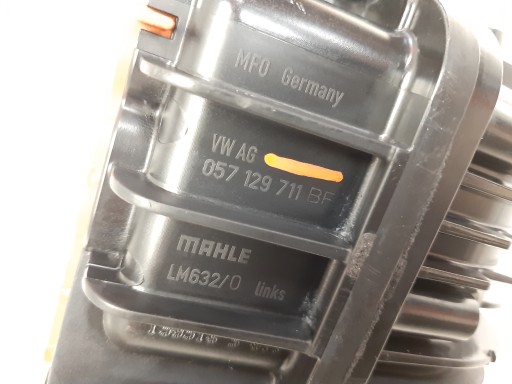 MFO Germany
VW AG
057 129 711 BF
MAHLE
LM632/0 links